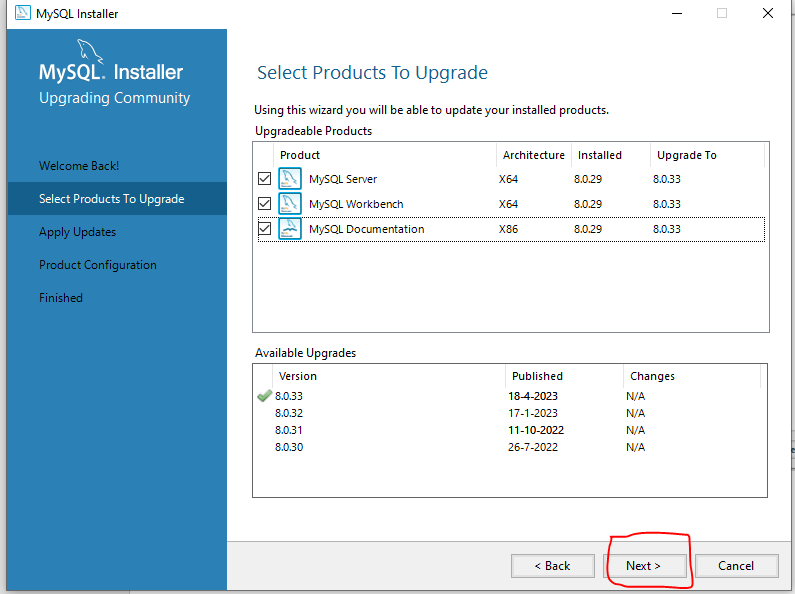 MySQL Installer
MySQL. Installer
Upgrading Community
Welcome Back!
Select Products To Upgrade
Apply Updates
Product Configuration
Finished
Select Products To Upgrade
Using this wizard you will be able to update your installed products.
Upgradeable Products
Product Architecture Installed Upgrade To
MySQL Server X64 8.0.29 8.0.33
MySQL Workbench X64 8.0.29 8.0.33
MySQL Documentation X86 8.0.29 8.0.33
Available Upgrades
Version Published Changes
8.0.33 18-4-2023 N/A
8.0.32 17-1-2023 N/A
8.0.31 11-10-2022 N/A
8.0.30 26-7-2022 N/A
< Back Next > Cancel